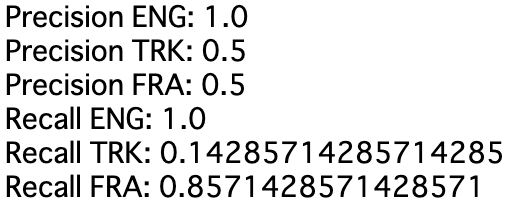 Precision ENG: 1.0
Precision TRK: 0.5
Precision FRA: 0.5
Recall ENG: 1.0
Recall TRK: 0.14285714285714285
Recall FRA: 0.8571428571428571